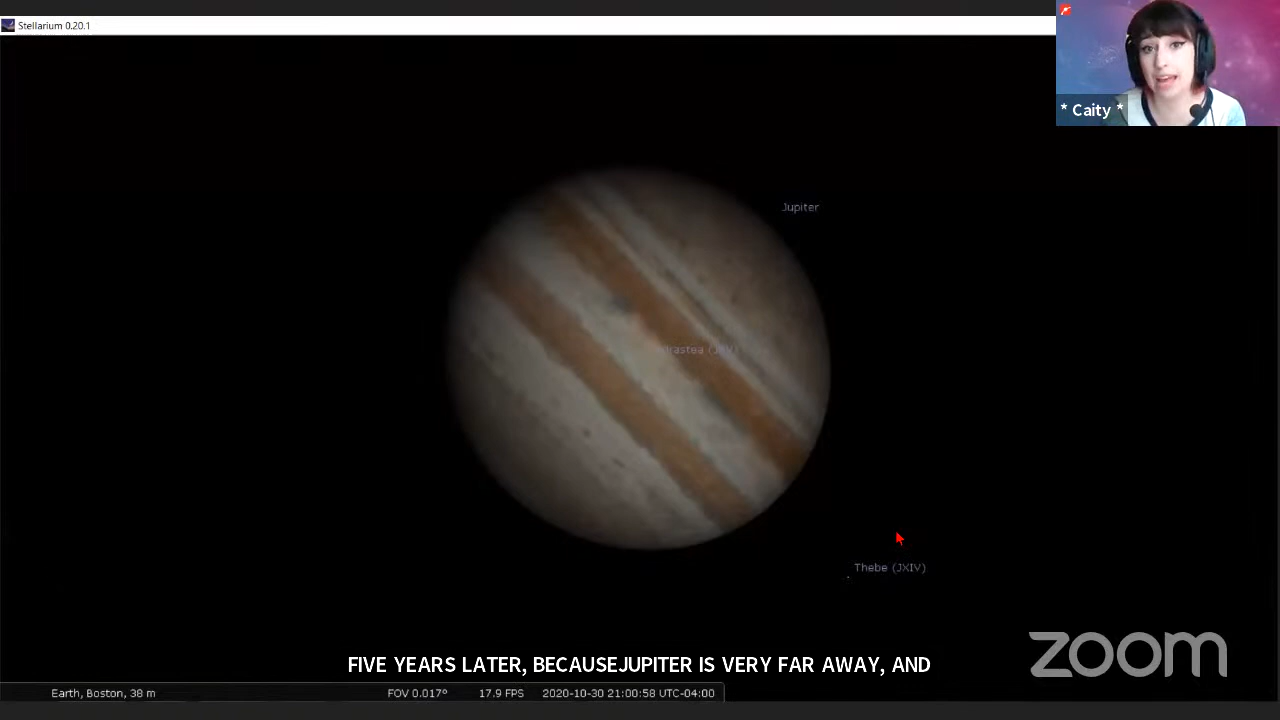 Stellarium 0.20.1
* Caity *
Jupiter
Thebe (JXIV)
zoom
FIVE YEARS LATER, BECAUSEJUPITER IS VERY FAR AWAY, AND
Earth, Boston, 38 m FOV 0.017° 17.9 FPS 2020-10-30 21:00:58 UTC-04:00